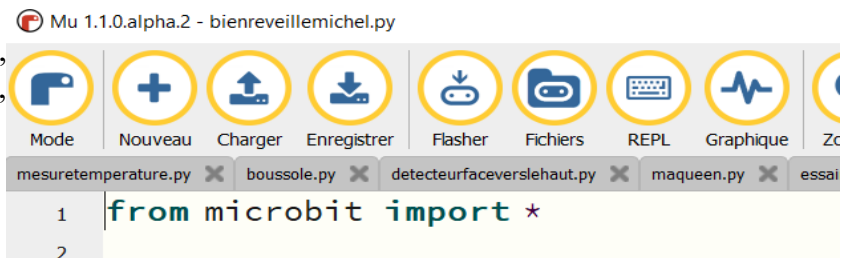 Mu 1.1.0.alpha.2 - bienreveillemichel.py
Mode Nouveau Charger Enregistrer Flasher Fichiers REPL Graphique
mesuretemperature.py boussole.py detecteurfaceverslehaut.py maqueen.py essai
1 from microbit import *
2